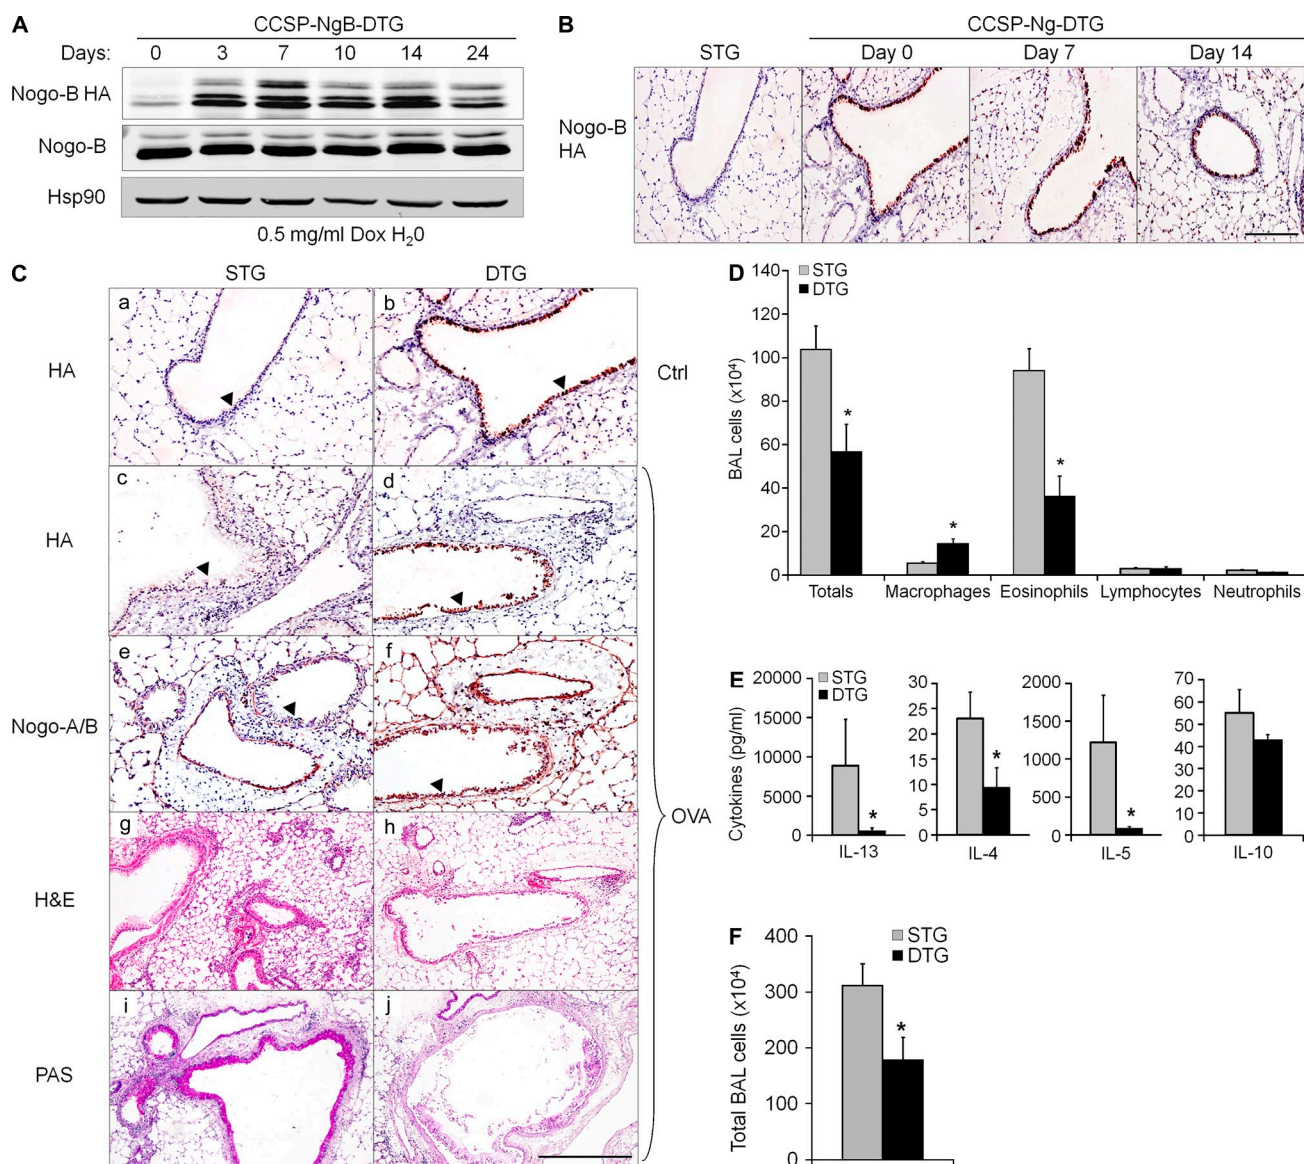 A
CCSP-NgB-DTG
Days: 0 3 7 10 14 24
Nogo-B HA
Nogo-B
Hsp90
0.5 mg/ml Dox H20
B
CCSP-Ng-DTG
STG Day 0 Day 7 Day 14
Nogo-B
HA
C
STG DTG
a b
HA
Ctrl
c d
HA
e f
Nogo-A/B
OVA
g h
H&E
i j
PAS
D
STG
DTG
BAL cells (x10⁴)
140
120
100
80
60
40
20
0
* * *
Totals Macrophages Eosinophils Lymphocytes Neutrophils
E
STG
DTG
Cytokines (pg/ml)
20000
15000
10000
5000
0
*
IL-13
30
25
20
15
10
5
0
*
IL-4
2000
1500
1000
500
0
*
IL-5
70
60
50
40
30
20
10
0
IL-10
F
STG
DTG
Total BAL cells (x10⁴)
400
300
200
100
0
*